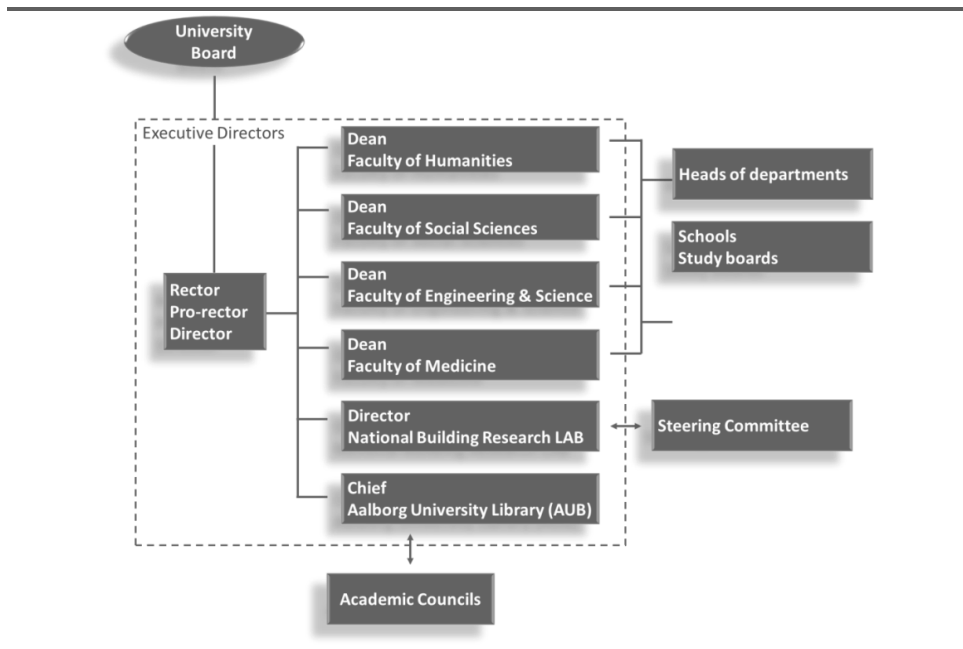 University
Board
Executive Directors
Dean
Faculty of Humanities
Dean
Faculty of Social Sciences
Dean
Faculty of Engineering & Science
Dean
Faculty of Medicine
Director
National Building Research LAB
Chief
Aalborg University Library (AUB)
Rector
Pro-rector
Director
Heads of departments
Schools
Study boards
Steering Committee
Academic Councils